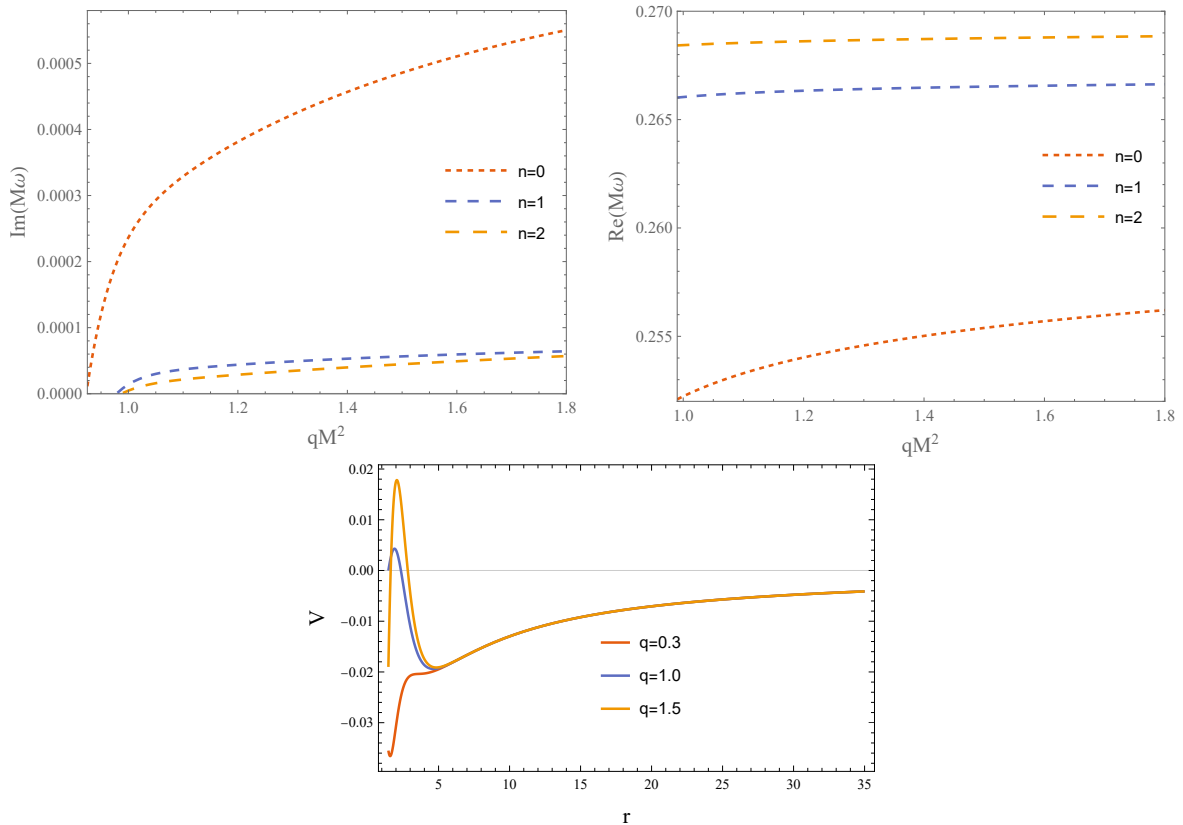 0.0005
0.0004
0.0003
0.0002
0.0001
0.0000
Im(Mω)
1.0
1.2
1.4
1.6
1.8
qM²
n=0
n=1
n=2
0.270
0.265
0.260
0.255
Re(Mω)
1.0
1.2
1.4
1.6
1.8
qM²
n=0
n=1
n=2
0.02
0.01
0.00
-0.01
-0.02
-0.03
V
5
10
15
20
25
30
35
r
q=0.3
q=1.0
q=1.5